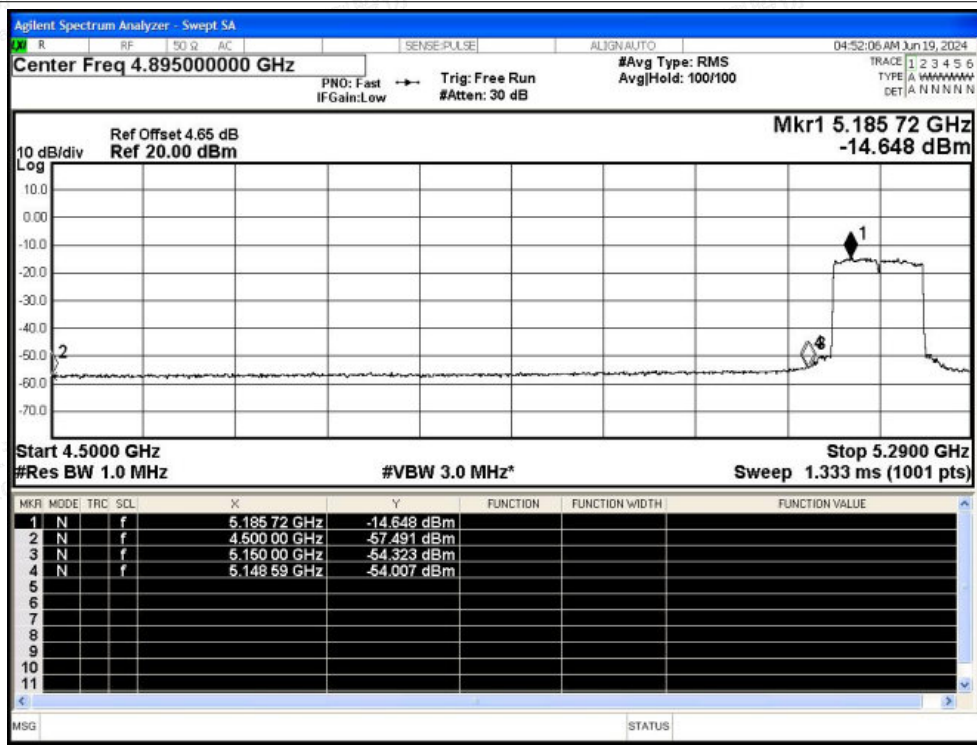 Agilent Spectrum Analyzer - Swept SA
LXI R RF 50 Ω AC SENSE:PULSE ALIGNAUTO 04:52:06 AM Jun 19, 2024
Center Freq 4.895000000 GHz #Avg Type: RMS TRACE 1 2 3 4 5 6
PNO: Fast Trig: Free Run Avg|Hold: 100/100 TYPE A WWWWW
IFGain:Low #Atten: 30 dB DET A N N N N N
Mkr1 5.185 72 GHz
-14.648 dBm
Ref Offset 4.65 dB
10 dB/div Ref 20.00 dBm
Log
10.0
0.00
-10.0
1
-20.0
-30.0
-40.0
-50.0
2
4
-60.0
-70.0
Start 4.5000 GHz Stop 5.2900 GHz
#Res BW 1.0 MHz #VBW 3.0 MHz* Sweep 1.333 ms (1001 pts)
MKR MODE TRC SCL X Y FUNCTION FUNCTION WIDTH FUNCTION VALUE
1 N f 5.185 72 GHz -14.648 dBm
2 N f 4.500 00 GHz -57.491 dBm
3 N f 5.150 00 GHz -54.323 dBm
4 N f 5.148 59 GHz -54.007 dBm
5
6
7
8
9
10
11
MSG STATUS